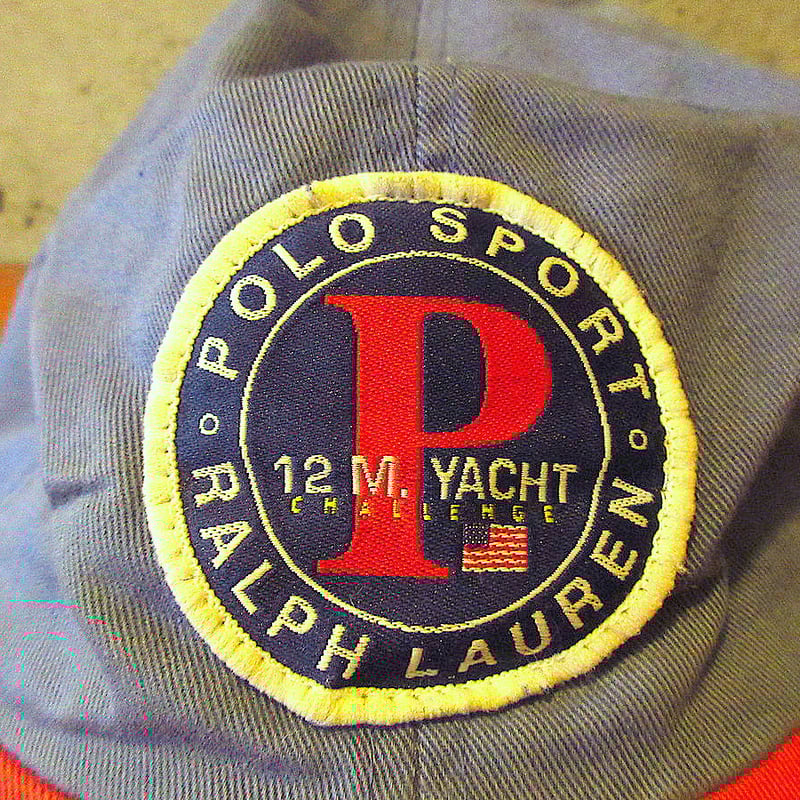 POLO SPORT
P
12 M. YACHT
CHALLENGE
RALPH LAUREN